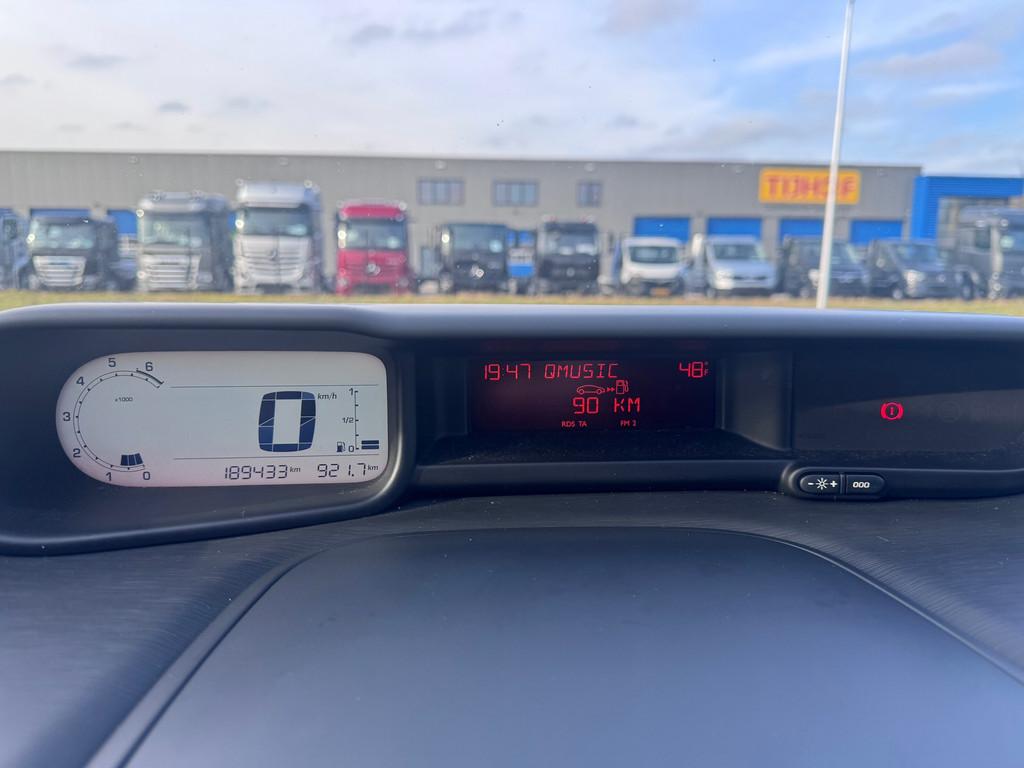 TIJHOF
19:47 QMUSIC 48°F
90 KM
RDS TA FM 2
0 1 2 3 4 5 6
x1000
0 km/h
1
1/2
0
189433 km 921.7 km
- + 000